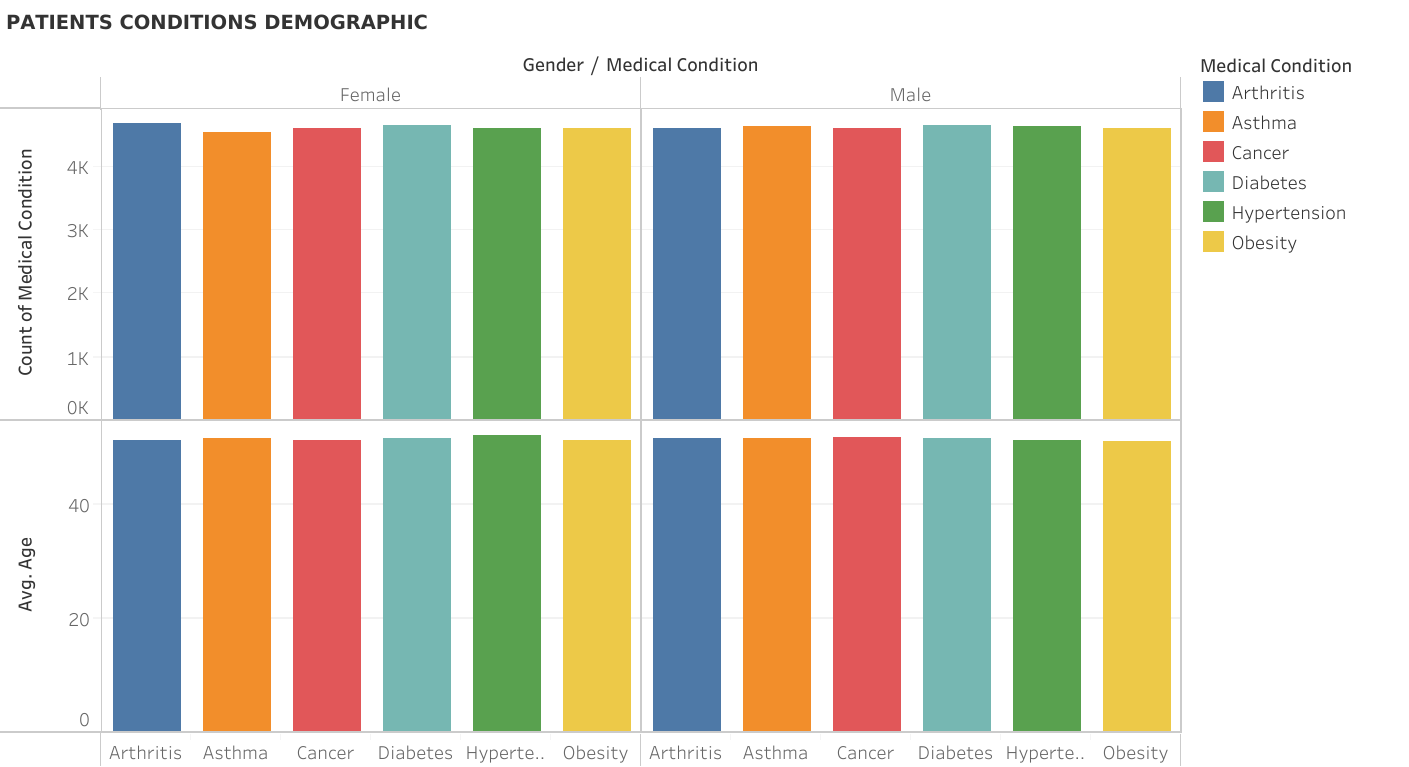 PATIENTS CONDITIONS DEMOGRAPHIC
Gender / Medical Condition
Female Male
Medical Condition
Arthritis
Asthma
Cancer
Diabetes
Hypertension
Obesity
Count of Medical Condition
4K
3K
2K
1K
0K
Avg. Age
40
20
0
Arthritis Asthma Cancer Diabetes Hyperte.. Obesity Arthritis Asthma Cancer Diabetes Hyperte.. Obesity